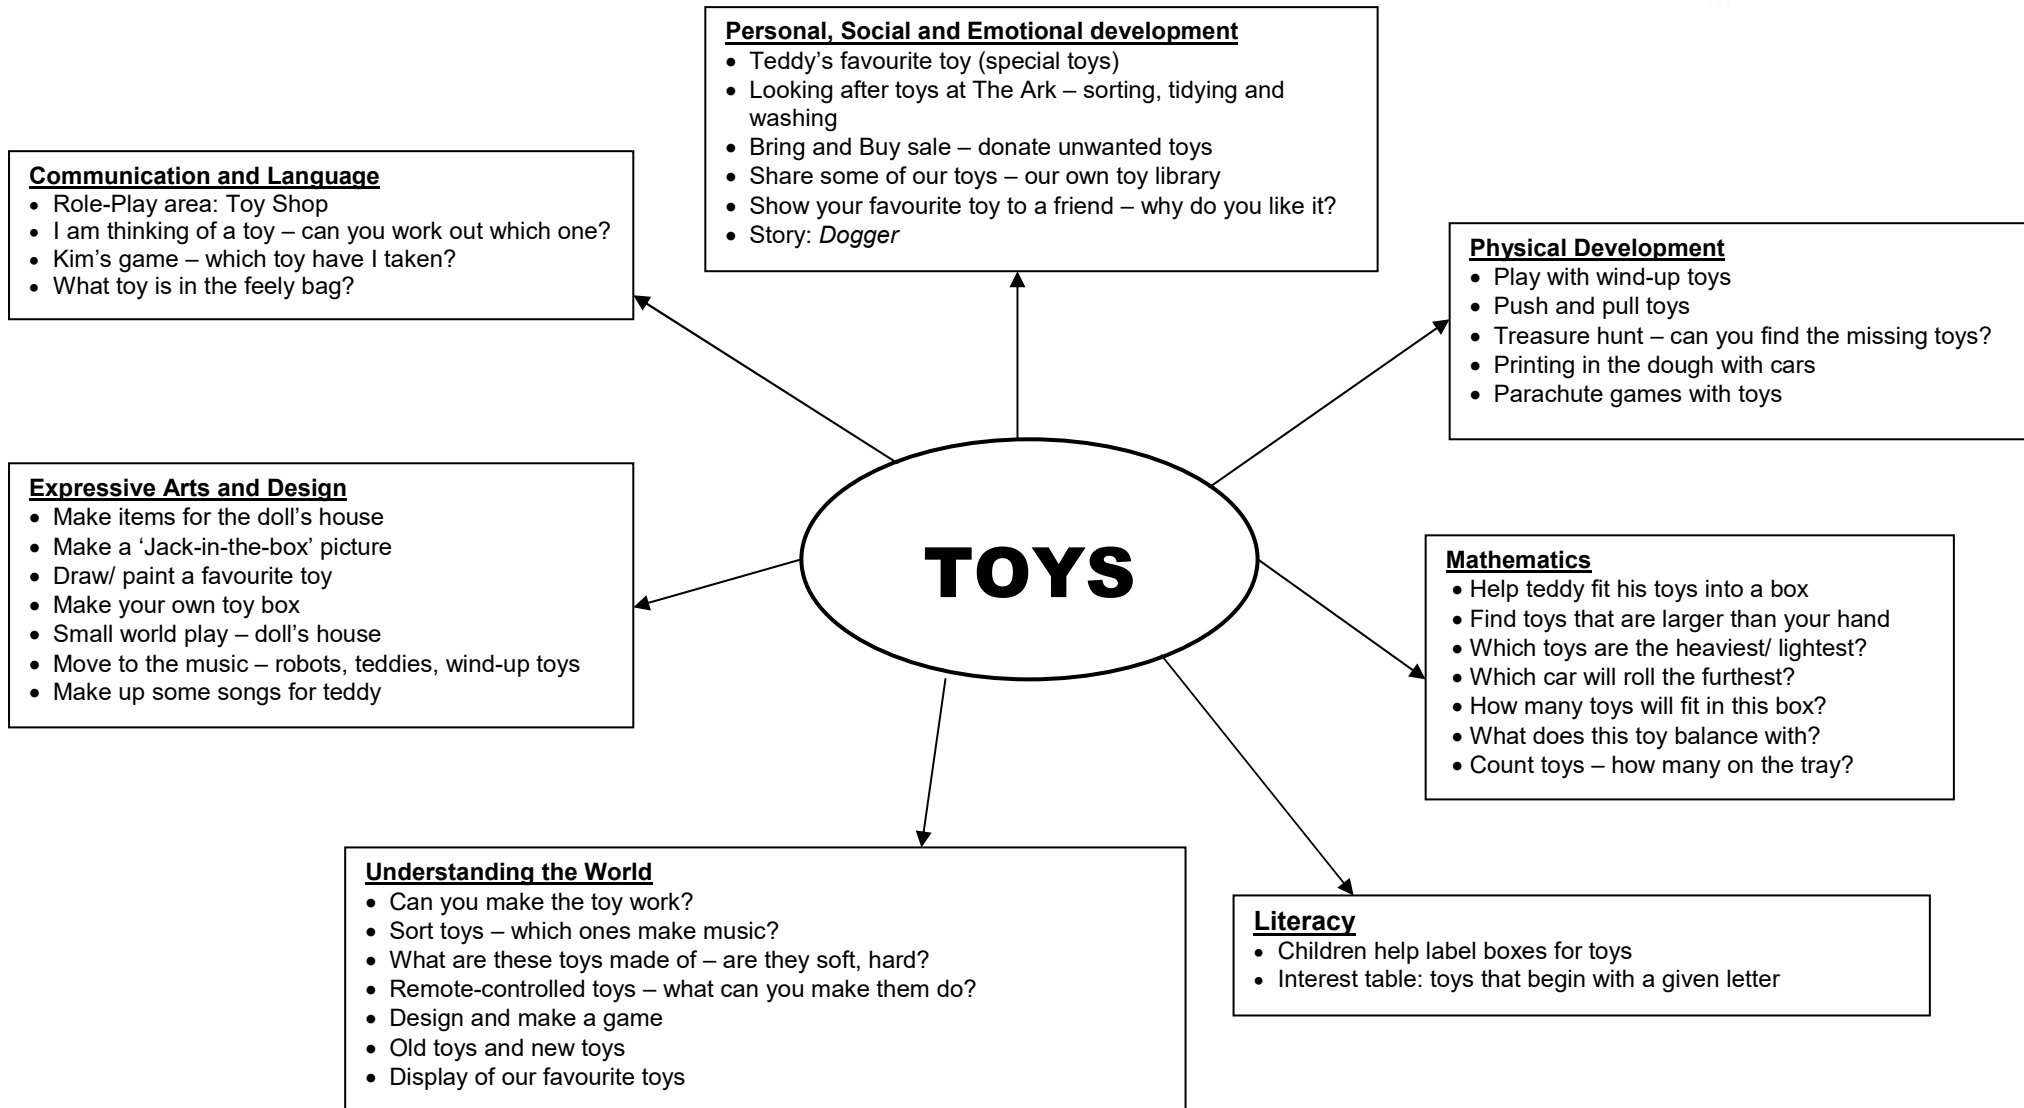 Personal, Social and Emotional development
• Teddy’s favourite toy (special toys)
• Looking after toys at The Ark – sorting, tidying and
washing
• Bring and Buy sale – donate unwanted toys
• Share some of our toys – our own toy library
• Show your favourite toy to a friend – why do you like it?
• Story: Dogger
Communication and Language
• Role-Play area: Toy Shop
• I am thinking of a toy – can you work out which one?
• Kim’s game – which toy have I taken?
• What toy is in the feely bag?
Physical Development
• Play with wind-up toys
• Push and pull toys
• Treasure hunt – can you find the missing toys?
• Printing in the dough with cars
• Parachute games with toys
Expressive Arts and Design
• Make items for the doll’s house
• Make a ‘Jack-in-the-box’ picture
• Draw/ paint a favourite toy
• Make your own toy box
• Small world play – doll’s house
• Move to the music – robots, teddies, wind-up toys
• Make up some songs for teddy
TOYS
Mathematics
• Help teddy fit his toys into a box
• Find toys that are larger than your hand
• Which toys are the heaviest/ lightest?
• Which car will roll the furthest?
• How many toys will fit in this box?
• What does this toy balance with?
• Count toys – how many on the tray?
Understanding the World
• Can you make the toy work?
• Sort toys – which ones make music?
• What are these toys made of – are they soft, hard?
• Remote-controlled toys – what can you make them do?
• Design and make a game
• Old toys and new toys
• Display of our favourite toys
Literacy
• Children help label boxes for toys
• Interest table: toys that begin with a given letter